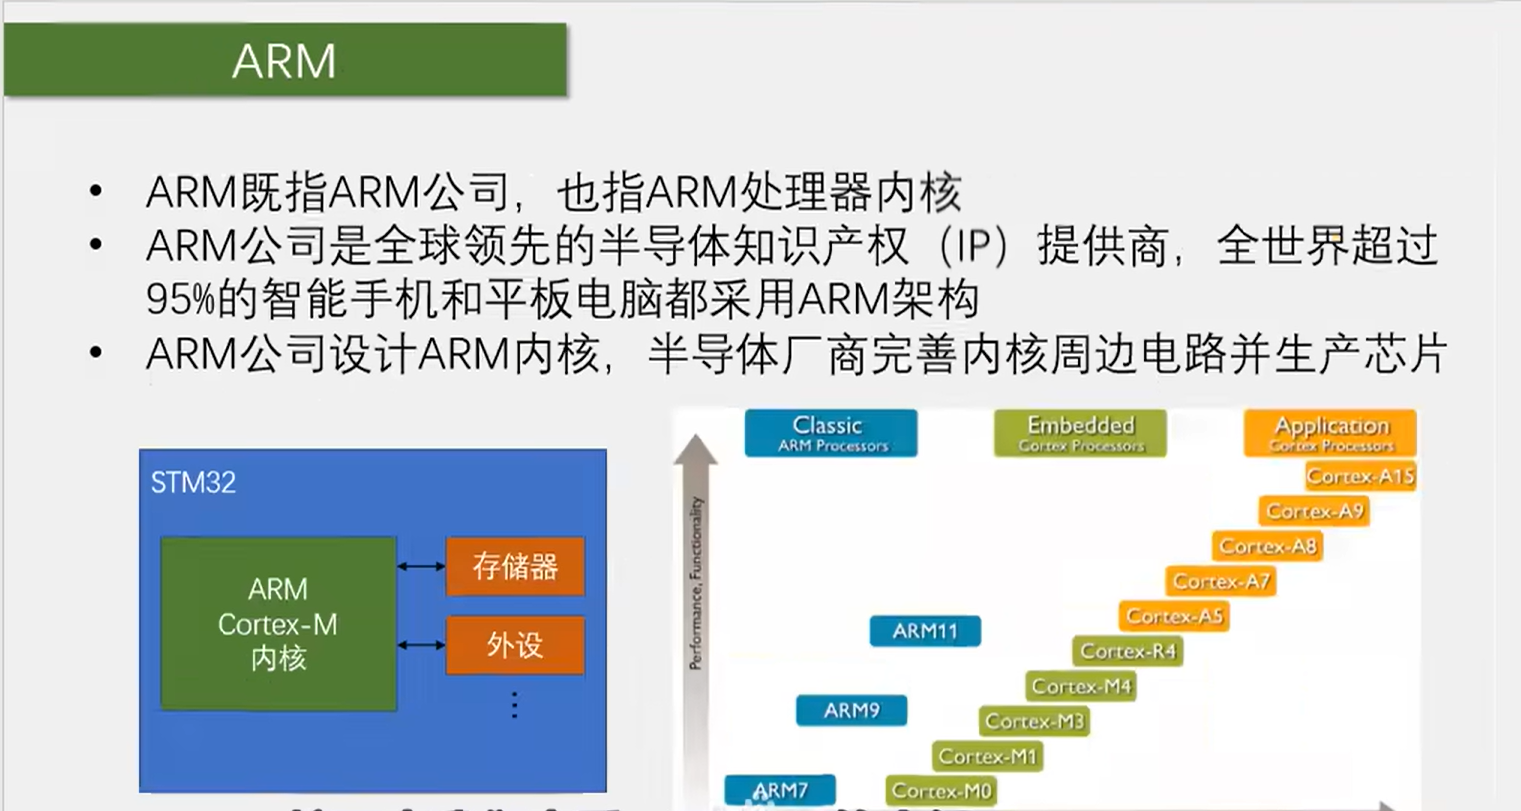 ARM
ARM既指ARM公司，也指ARM处理器内核
ARM公司是全球领先的半导体知识产权（IP）提供商，全世界超过
95%的智能手机和平板电脑都采用ARM架构
ARM公司设计ARM内核，半导体厂商完善内核周边电路并生产芯片
STM32
ARM
Cortex-M
内核
存储器
外设
⋮
Performance, Functionality
Classic
ARM Processors
Embedded
Cortex Processors
Application
Cortex Processors
Cortex-A15
Cortex-A9
Cortex-A8
Cortex-A7
Cortex-A5
ARM11
Cortex-R4
Cortex-M4
ARM9
Cortex-M3
Cortex-M1
ARM7
Cortex-M0